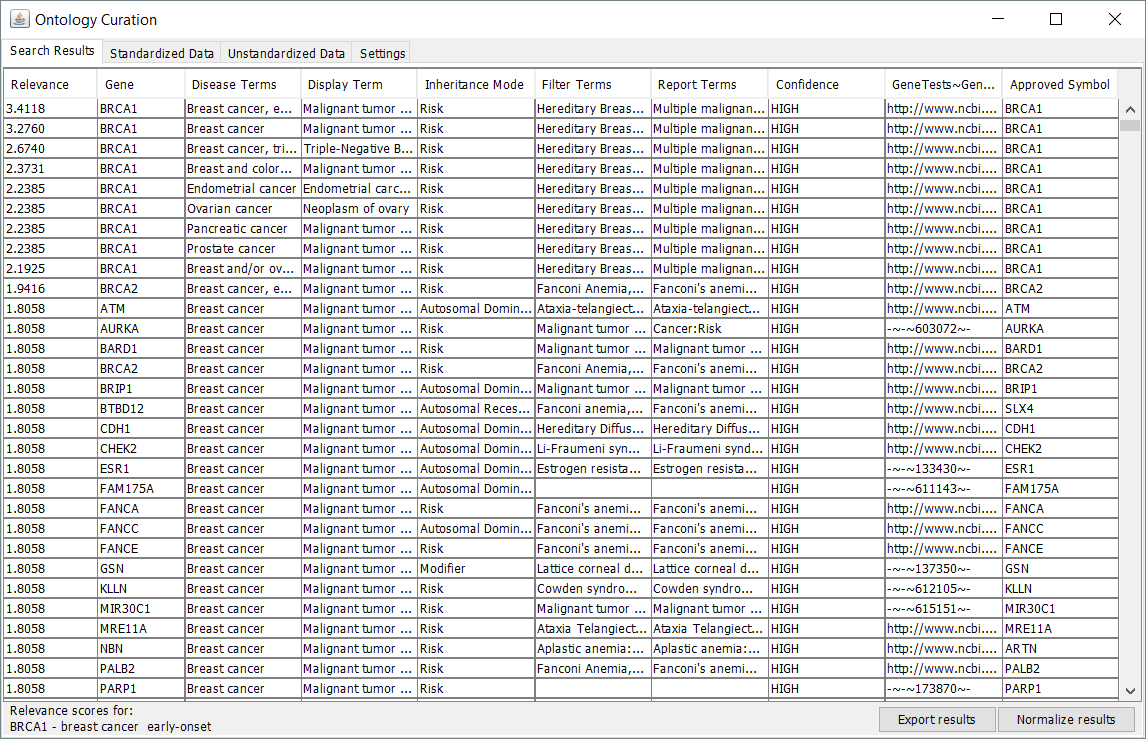 Ontology Curation
Search Results Standardized Data Unstandardized Data Settings
Relevance Gene Disease Terms Display Term Inheritance Mode Filter Terms Report Terms Confidence GeneTests~Gen... Approved Symbol
3.4118 BRCA1 Breast cancer, e... Malignant tumor ... Risk Hereditary Breas... Multiple malignan... HIGH http://www.ncbi.... BRCA1
3.2760 BRCA1 Breast cancer Malignant tumor ... Risk Hereditary Breas... Multiple malignan... HIGH http://www.ncbi.... BRCA1
2.6740 BRCA1 Breast cancer, tri... Triple-Negative B... Risk Hereditary Breas... Multiple malignan... HIGH http://www.ncbi.... BRCA1
2.3731 BRCA1 Breast and color... Malignant tumor ... Risk Hereditary Breas... Multiple malignan... HIGH http://www.ncbi.... BRCA1
2.2385 BRCA1 Endometrial cancer Endometrial carc... Risk Hereditary Breas... Multiple malignan... HIGH http://www.ncbi.... BRCA1
2.2385 BRCA1 Ovarian cancer Neoplasm of ovary Risk Hereditary Breas... Multiple malignan... HIGH http://www.ncbi.... BRCA1
2.2385 BRCA1 Pancreatic cancer Malignant tumor ... Risk Hereditary Breas... Multiple malignan... HIGH http://www.ncbi.... BRCA1
2.2385 BRCA1 Prostate cancer Malignant tumor ... Risk Hereditary Breas... Multiple malignan... HIGH http://www.ncbi.... BRCA1
2.1925 BRCA1 Breast and/or ov... Malignant tumor ... Risk Hereditary Breas... Multiple malignan... HIGH http://www.ncbi.... BRCA1
1.9416 BRCA2 Breast cancer, e... Malignant tumor ... Risk Fanconi Anemia,... Fanconi's anemi... HIGH http://www.ncbi.... BRCA2
1.8058 ATM Breast cancer Malignant tumor ... Autosomal Domin... Ataxia-telangiect... Ataxia-telangiect... HIGH http://www.ncbi.... ATM
1.8058 AURKA Breast cancer Malignant tumor ... Risk Malignant tumor ... Cancer:Risk HIGH -~-~603072~- AURKA
1.8058 BARD1 Breast cancer Malignant tumor ... Risk Malignant tumor ... Malignant tumor ... HIGH http://www.ncbi.... BARD1
1.8058 BRCA2 Breast cancer Malignant tumor ... Risk Fanconi Anemia,... Fanconi's anemi... HIGH http://www.ncbi.... BRCA2
1.8058 BRIP1 Breast cancer Malignant tumor ... Autosomal Domin... Malignant tumor ... Malignant tumor ... HIGH http://www.ncbi.... BRIP1
1.8058 BTBD12 Breast cancer Malignant tumor ... Autosomal Reces... Fanconi anemia,... Fanconi's anemi... HIGH http://www.ncbi.... SLX4
1.8058 CDH1 Breast cancer Malignant tumor ... Autosomal Domin... Hereditary Diffus... Hereditary Diffus... HIGH http://www.ncbi.... CDH1
1.8058 CHEK2 Breast cancer Malignant tumor ... Autosomal Domin... Li-Fraumeni syn... Li-Fraumeni synd... HIGH http://www.ncbi.... CHEK2
1.8058 ESR1 Breast cancer Malignant tumor ... Autosomal Domin... Estrogen resista... Estrogen resista... HIGH -~-~133430~- ESR1
1.8058 FAM175A Breast cancer Malignant tumor ... Autosomal Domin... HIGH -~-~611143~- FAM175A
1.8058 FANCA Breast cancer Malignant tumor ... Risk Fanconi's anemi... Fanconi's anemi... HIGH http://www.ncbi.... FANCA
1.8058 FANCC Breast cancer Malignant tumor ... Autosomal Domin... Fanconi's anemi... Fanconi's anemi... HIGH http://www.ncbi.... FANCC
1.8058 FANCE Breast cancer Malignant tumor ... Risk Fanconi's anemi... Fanconi's anemi... HIGH http://www.ncbi.... FANCE
1.8058 GSN Breast cancer Malignant tumor ... Modifier Lattice corneal d... Lattice corneal d... HIGH -~-~137350~- GSN
1.8058 KLLN Breast cancer Malignant tumor ... Risk Cowden syndro... Cowden syndro... HIGH -~-~612105~- KLLN
1.8058 MIR30C1 Breast cancer Malignant tumor ... Risk Malignant tumor ... Malignant tumor ... HIGH -~-~615151~- MIR30C1
1.8058 MRE11A Breast cancer Malignant tumor ... Risk Ataxia Telangiect... Ataxia Telangiect... HIGH http://www.ncbi.... MRE11A
1.8058 NBN Breast cancer Malignant tumor ... Risk Aplastic anemia:... Aplastic anemia:... HIGH http://www.ncbi.... ARTN
1.8058 PALB2 Breast cancer Malignant tumor ... Risk Fanconi Anemia,... Fanconi's anemi... HIGH http://www.ncbi.... PALB2
1.8058 PARP1 Breast cancer Malignant tumor ... Risk HIGH -~-~173870~- PARP1
Relevance scores for:
BRCA1 - breast cancer early-onset
Export results Normalize results